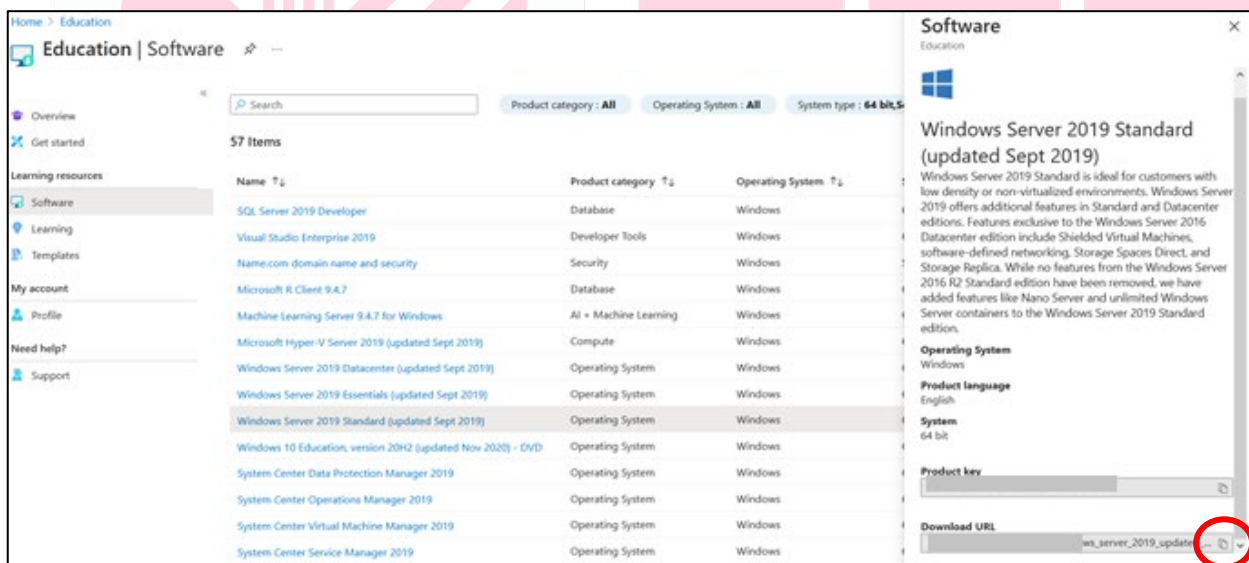 Home > Education
Education | Software
Overview
Get started
Learning resources
Software
Learning
Templates
My account
Profile
Need help?
Support
Search
Product category : All
Operating System : All
System type : 64 bit,S
57 Items
Name Product category Operating System
SQL Server 2019 Developer Database Windows
Visual Studio Enterprise 2019 Developer Tools Windows
Name.com domain name and security Security Windows
Microsoft R Client 9.4.7 Database Windows
Machine Learning Server 9.4.7 for Windows AI + Machine Learning Windows
Microsoft Hyper-V Server 2019 (updated Sept 2019) Compute Windows
Windows Server 2019 Datacenter (updated Sept 2019) Operating System Windows
Windows Server 2019 Essentials (updated Sept 2019) Operating System Windows
Windows Server 2019 Standard (updated Sept 2019) Operating System Windows
Windows 10 Education, version 20H2 (updated Nov 2020) - DVD Operating System Windows
System Center Data Protection Manager 2019 Operating System Windows
System Center Operations Manager 2019 Operating System Windows
System Center Virtual Machine Manager 2019 Operating System Windows
System Center Service Manager 2019 Operating System Windows
Software
Education
Windows Server 2019 Standard
(updated Sept 2019)
Windows Server 2019 Standard is ideal for customers with
low density or non-virtualized environments. Windows Server
2019 offers additional features in Standard and Datacenter
editions. Features exclusive to the Windows Server 2016
Datacenter edition include Shielded Virtual Machines,
software-defined networking, Storage Spaces Direct, and
Storage Replica. While no features from the Windows Server
2016 R2 Standard edition have been removed, we have
added features like Nano Server and unlimited Windows
Server containers to the Windows Server 2019 Standard
edition.
Operating System
Windows
Product language
English
System
64 bit
Product key
Download URL
ws_server_2019_update